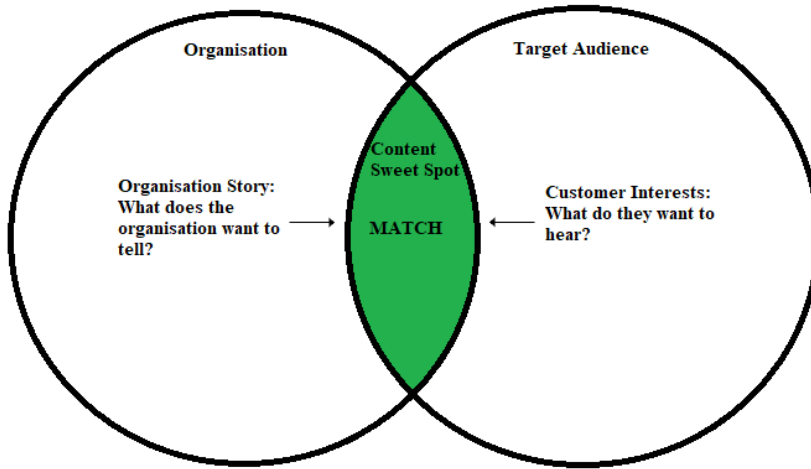 Organisation
Target Audience
Content
Sweet Spot
MATCH
Organisation Story:
What does the
organisation want to
tell?
Customer Interests:
What do they want to
hear?